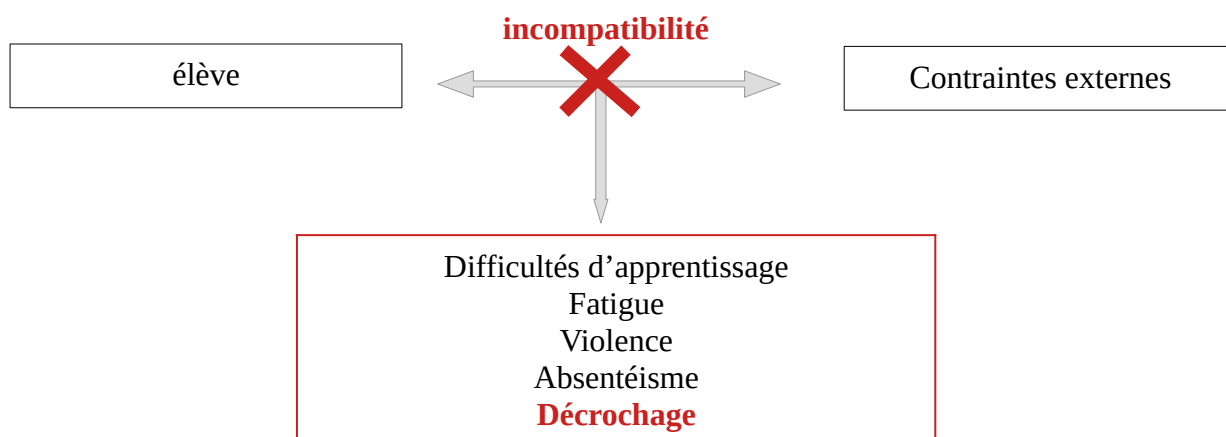 incompatibilité
élève
Contraintes externes
Difficultés d’apprentissage
Fatigue
Violence
Absentéisme
Décrochage